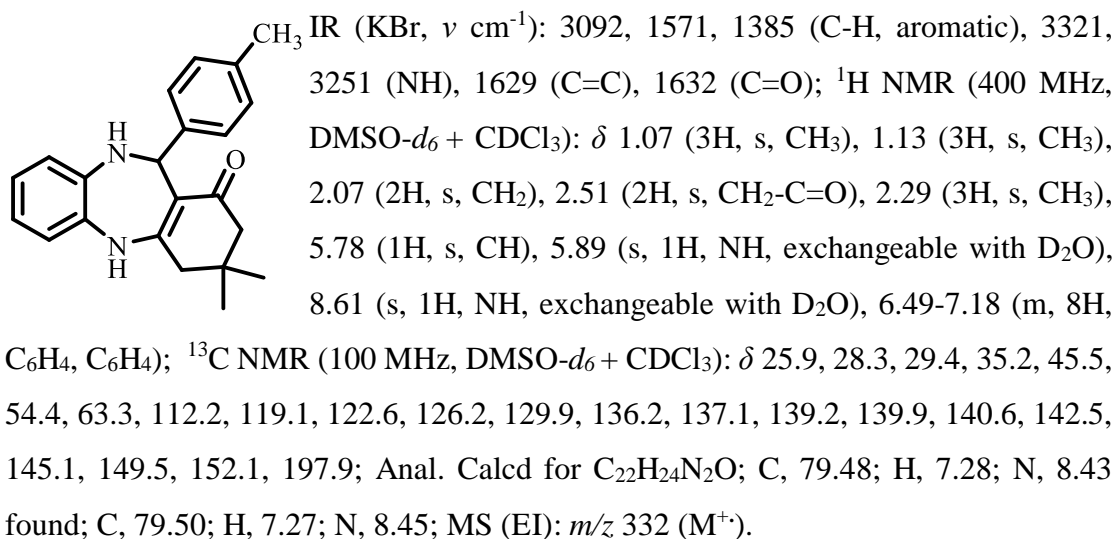 CH3
IR (KBr, ν cm-1): 3092, 1571, 1385 (C-H, aromatic), 3321,
3251 (NH), 1629 (C=C), 1632 (C=O); 1H NMR (400 MHz,
DMSO-d6 + CDCl3): δ 1.07 (3H, s, CH3), 1.13 (3H, s, CH3),
H
N
O
2.07 (2H, s, CH2), 2.51 (2H, s, CH2-C=O), 2.29 (3H, s, CH3),
5.78 (1H, s, CH), 5.89 (s, 1H, NH, exchangeable with D2O),
N
H
8.61 (s, 1H, NH, exchangeable with D2O), 6.49-7.18 (m, 8H,
C6H4, C6H4); 13C NMR (100 MHz, DMSO-d6 + CDCl3): δ 25.9, 28.3, 29.4, 35.2, 45.5,
54.4, 63.3, 112.2, 119.1, 122.6, 126.2, 129.9, 136.2, 137.1, 139.2, 139.9, 140.6, 142.5,
145.1, 149.5, 152.1, 197.9; Anal. Calcd for C22H24N2O; C, 79.48; H, 7.28; N, 8.43
found; C, 79.50; H, 7.27; N, 8.45; MS (EI): m/z 332 (M+·).